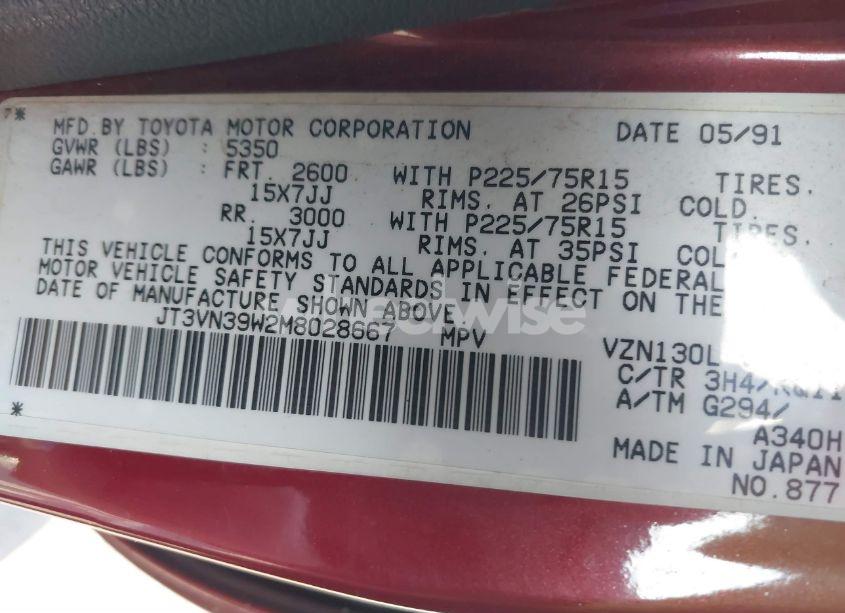 MFD.BY TOYOTA MOTOR CORPORATION DATE 05/91
GVWR (LBS) : 5350
GAWR (LBS) : FRT. 2600 WITH P225/75R15 TIRES.
15X7JJ RIMS. AT 26PSI COLD.
RR. 3000 WITH P225/75R15 TIRES.
15X7JJ RIMS. AT 35PSI COL
THIS VEHICLE CONFORMS TO ALL APPLICABLE FEDERAL
MOTOR VEHICLE SAFETY STANDARDS IN EFFECT ON THE
DATE OF MANUFACTURE SHOWN ABOVE.
JT3VN39W2M8028667 MPV VZN130L
C/TR 3H4/
A/TM G294/
A340H
MADE IN JAPAN
NO.877